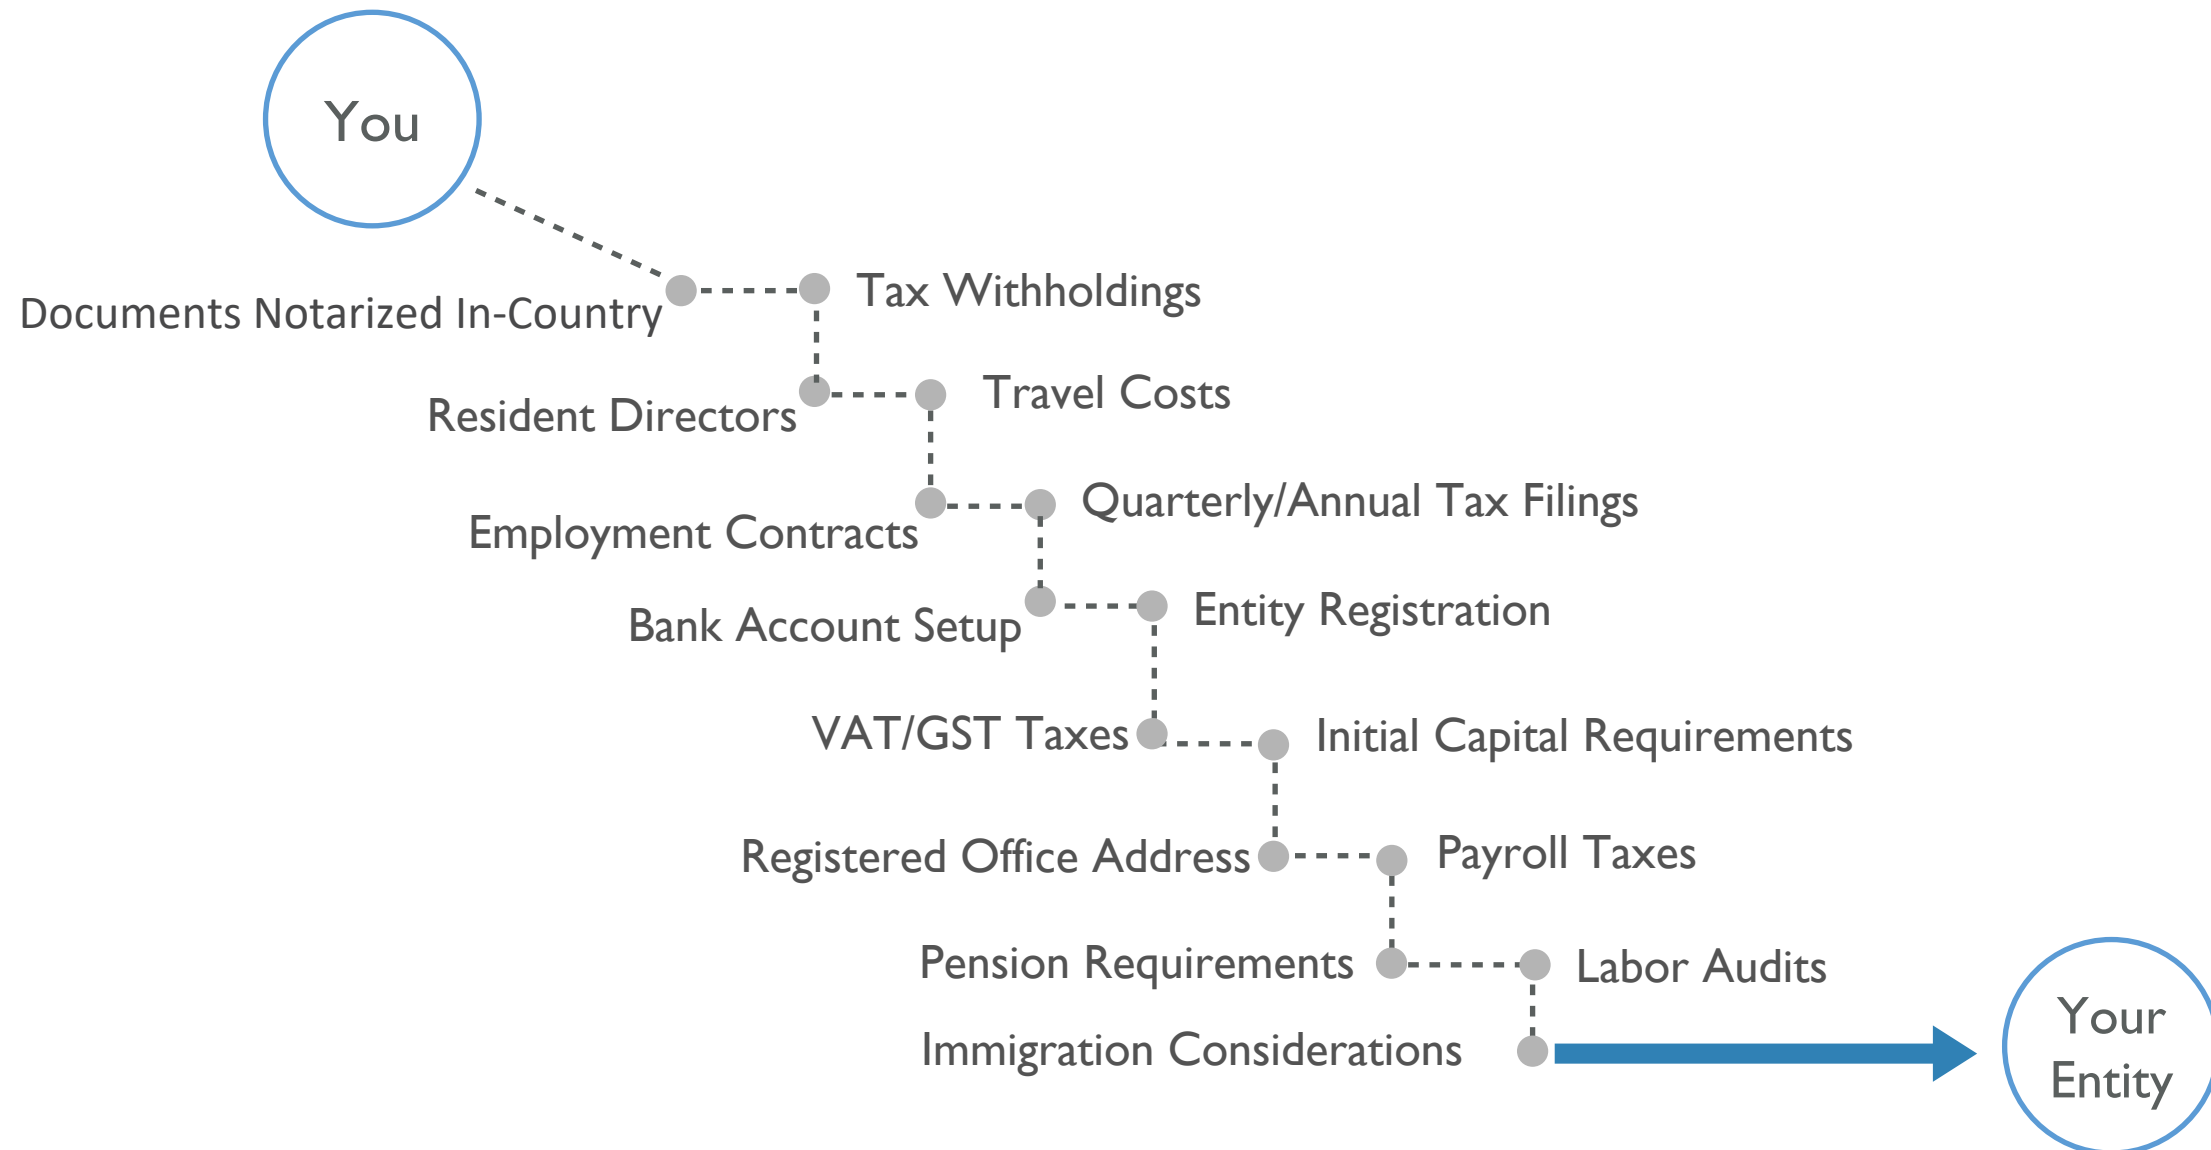 You
Tax Withholdings
Documents Notarized In-Country
Travel Costs
Resident Directors
Quarterly/Annual Tax Filings
Employment Contracts
Entity Registration
Bank Account Setup
VAT/GST Taxes
Initial Capital Requirements
Registered Office Address
Payroll Taxes
Pension Requirements
Labor Audits
Immigration Considerations
Your
Entity